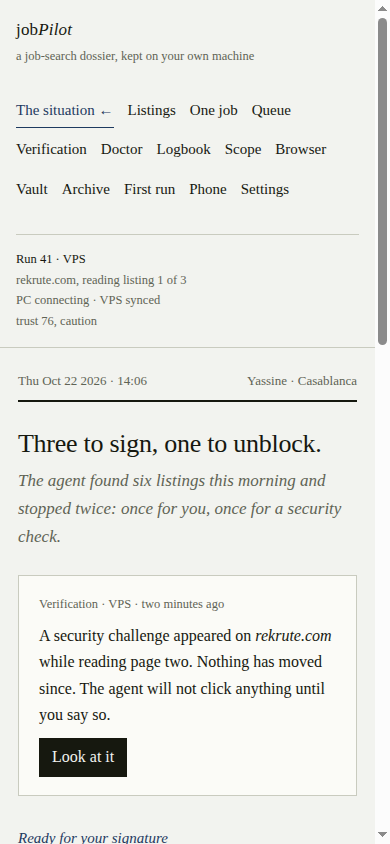 jobPilot
a job-search dossier, kept on your own machine
The situation ← Listings One job Queue
Verification Doctor Logbook Scope Browser
Vault Archive First run Phone Settings
Run 41 · VPS
rekrute.com, reading listing 1 of 3
PC connecting · VPS synced
trust 76, caution
Thu Oct 22 2026 · 14:06 Yassine · Casablanca
Three to sign, one to unblock.
The agent found six listings this morning and
stopped twice: once for you, once for a security
check.
Verification · VPS · two minutes ago
A security challenge appeared on rekrute.com
while reading page two. Nothing has moved
since. The agent will not click anything until
you say so.
Look at it
Ready for your signature